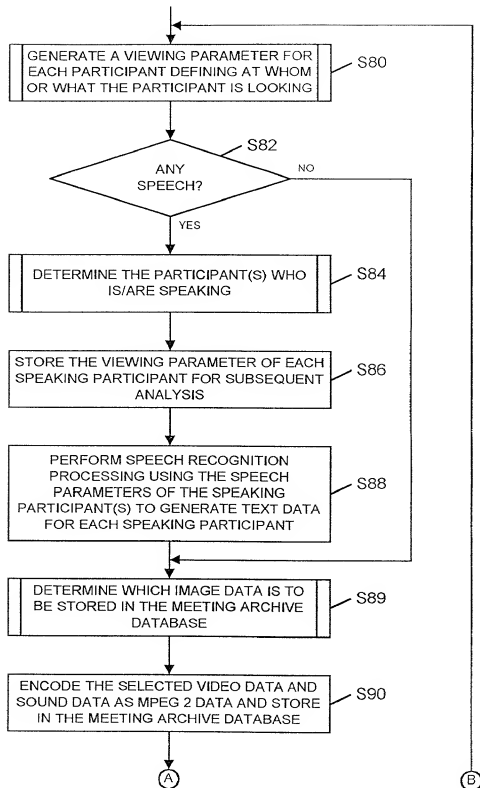 GENERATE A VIEWING PARAMETER FOR
EACH PARTICIPANT DEFINING AT WHOM
OR WHAT THE PARTICIPANT IS LOOKING
S80
S82
ANY
SPEECH?
NO
YES
DETERMINE THE PARTICIPANT(S) WHO
IS/ARE SPEAKING
S84
STORE THE VIEWING PARAMETER OF EACH
SPEAKING PARTICIPANT FOR SUBSEQUENT
ANALYSIS
S86
PERFORM SPEECH RECOGNITION
PROCESSING USING THE SPEECH
PARAMETERS OF THE SPEAKING
PARTICIPANT(S) TO GENERATE TEXT DATA
FOR EACH SPEAKING PARTICIPANT
S88
DETERMINE WHICH IMAGE DATA IS TO
BE STORED IN THE MEETING ARCHIVE
DATABASE
S89
ENCODE THE SELECTED VIDEO DATA AND
SOUND DATA AS MPEG 2 DATA AND STORE
IN THE MEETING ARCHIVE DATABASE
S90
A
B